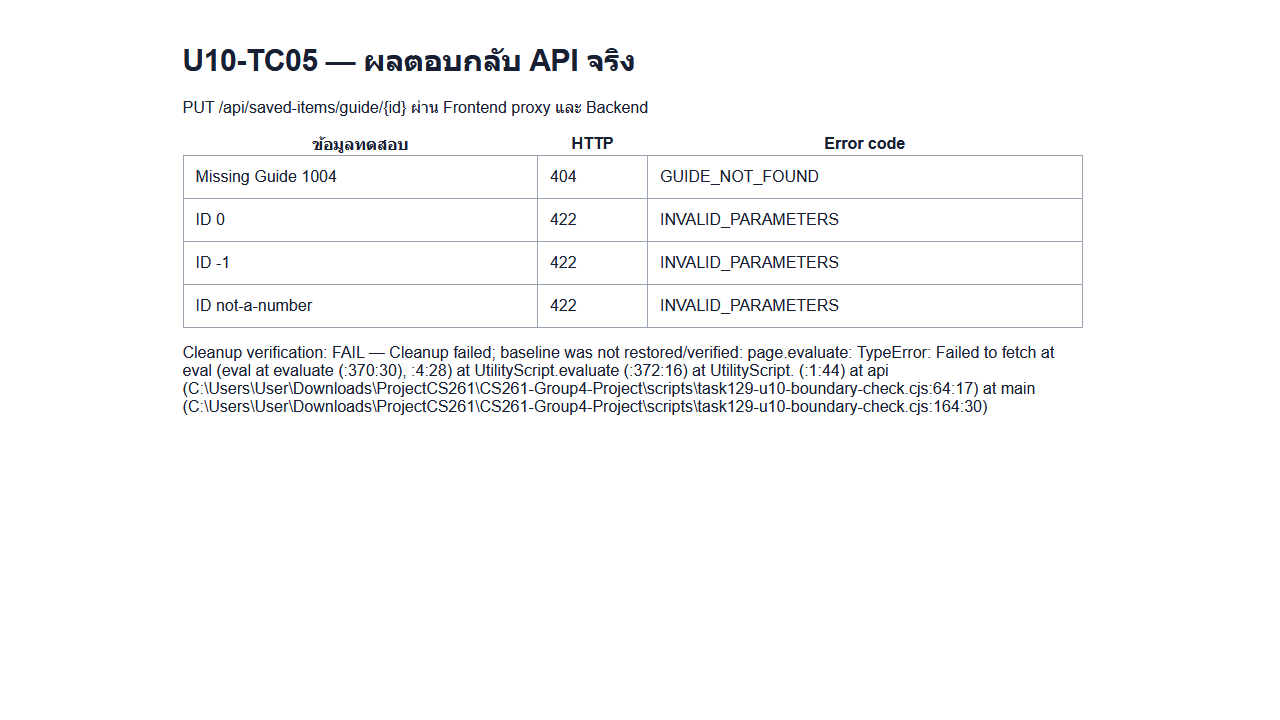 U10-TC05 — ผลตอบกลับ API จริง
PUT /api/saved-items/guide/{id} ผ่าน Frontend proxy และ Backend
ข้อมูลทดสอบ HTTP Error code
Missing Guide 1004 404 GUIDE_NOT_FOUND
ID 0 422 INVALID_PARAMETERS
ID -1 422 INVALID_PARAMETERS
ID not-a-number 422 INVALID_PARAMETERS
Cleanup verification: FAIL — Cleanup failed; baseline was not restored/verified: page.evaluate: TypeError: Failed to fetch at
eval (eval at evaluate (:370:30), :4:28) at UtilityScript.evaluate (:372:16) at UtilityScript. (:1:44) at api
(C:\Users\User\Downloads\ProjectCS261\CS261-Group4-Project\scripts\task129-u10-boundary-check.cjs:64:17) at main
(C:\Users\User\Downloads\ProjectCS261\CS261-Group4-Project\scripts\task129-u10-boundary-check.cjs:164:30)